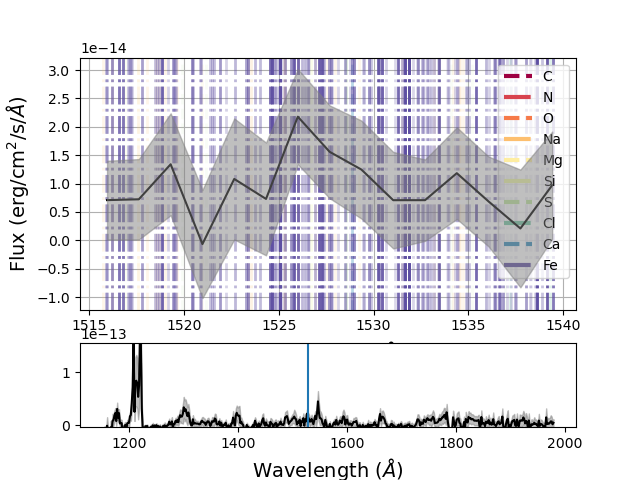 1e−14
Flux (erg/cm²/s/Å)
3.0
2.5
2.0
1.5
1.0
0.5
0.0
−0.5
−1.0
C
N
O
Na
Mg
Si
S
Cl
Ca
Fe
1515 1520 1525 1530 1535 1540
1e−13
1
0
1200 1400 1600 1800 2000
Wavelength (Å)